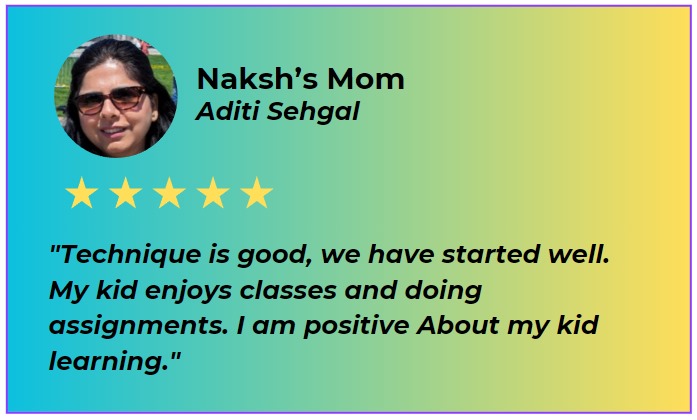 Naksh’s Mom
Aditi Sehgal
"Technique is good, we have started well.
My kid enjoys classes and doing
assignments. I am positive About my kid
learning."